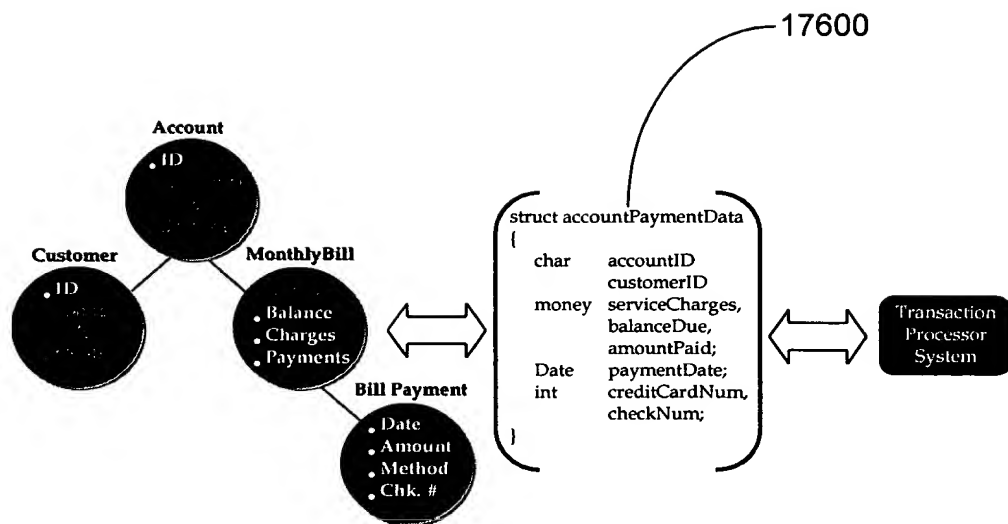 17600
Account
• ID
Customer
• ID
MonthlyBill
• Balance
• Charges
• Payments
Bill Payment
• Date
• Amount
• Method
• Chk. #
struct accountPaymentData
{
char accountID
customerID
money serviceCharges,
balanceDue,
amountPaid;
Date paymentDate;
int creditCardNum,
checkNum;
}
Transaction
Processor
System